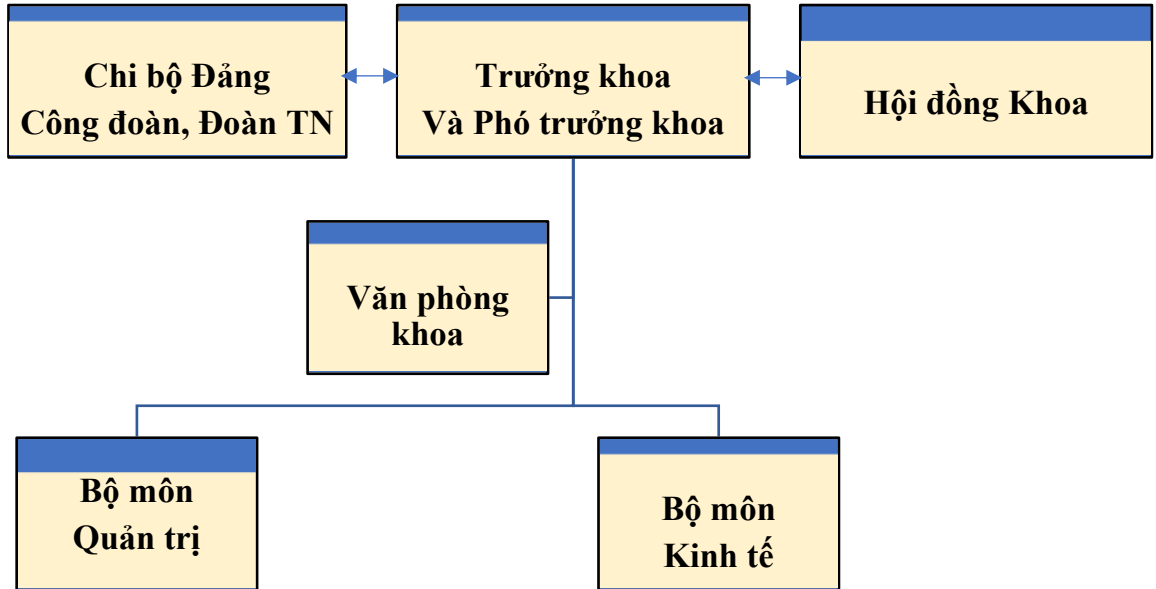 Chi bộ Đảng
Công đoàn, Đoàn TN
Trưởng khoa
Và Phó trưởng khoa
Hội đồng Khoa
Văn phòng
khoa
Bộ môn
Quản trị
Bộ môn
Kinh tế